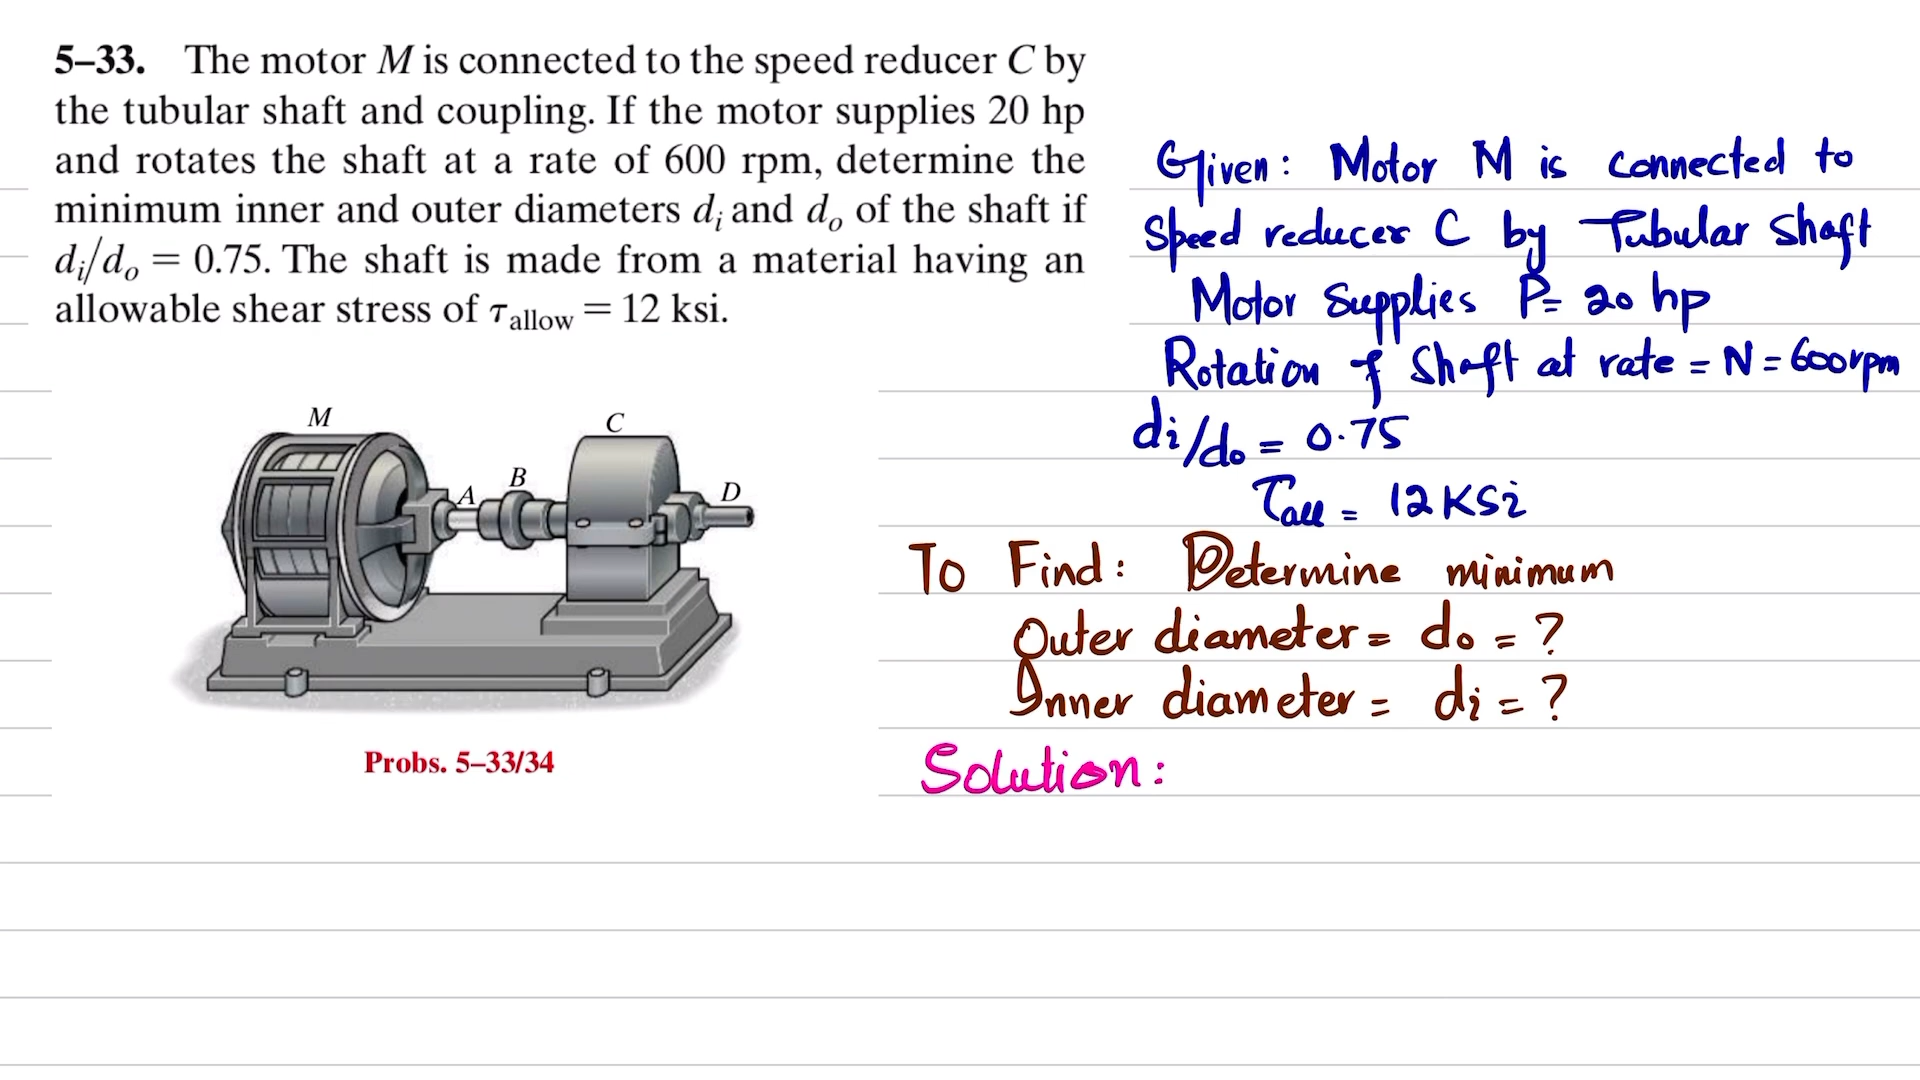 5–33. The motor M is connected to the speed reducer C by
the tubular shaft and coupling. If the motor supplies 20 hp
and rotates the shaft at a rate of 600 rpm, determine the
minimum inner and outer diameters dᵢ and dₒ of the shaft if
dᵢ/dₒ = 0.75. The shaft is made from a material having an
allowable shear stress of τallow = 12 ksi.
M
C
B
A
D
Probs. 5–33/34
Given: Motor M is connected to
Speed reducer C by Tubular Shaft
Motor Supplies P= 20 hp
Rotation of Shaft at rate = N = 600rpm
di/do = 0.75
τall = 12 KSi
To Find: Determine minimum
Outer diameter = do = ?
Inner diameter = di = ?
Solution: